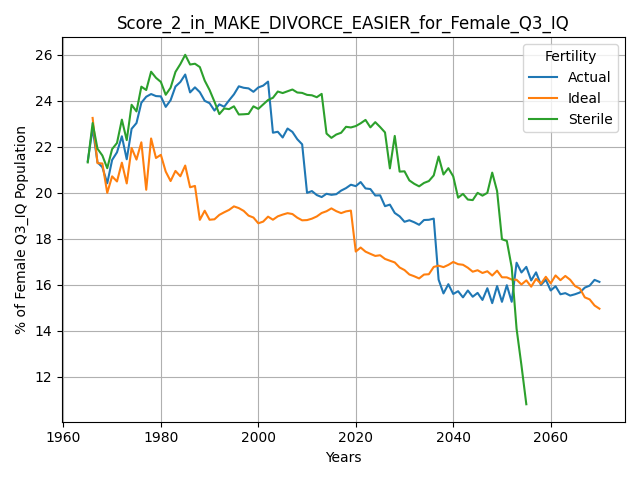 Score_2_in_MAKE_DIVORCE_EASIER_for_Female_Q3_IQ
% of Female Q3_IQ Population
26
24
22
20
18
16
14
12
Fertility
Actual
Ideal
Sterile
1960 1980 2000 2020 2040 2060
Years